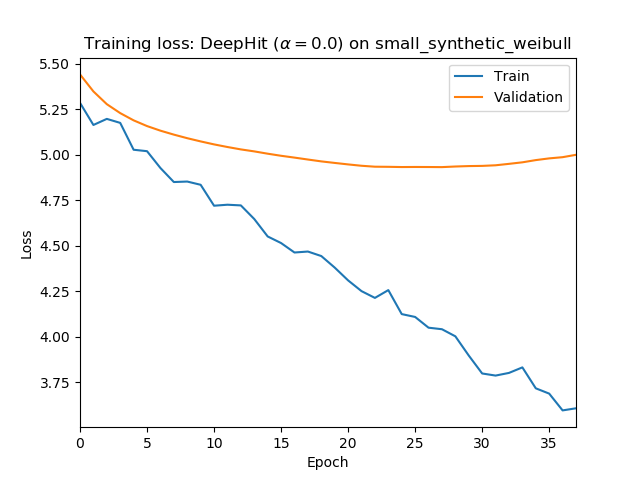 Training loss: DeepHit (α = 0.0) on small_synthetic_weibull
5.50
5.25
5.00
4.75
4.50
4.25
4.00
3.75
Loss
Train
Validation
0 5 10 15 20 25 30 35
Epoch